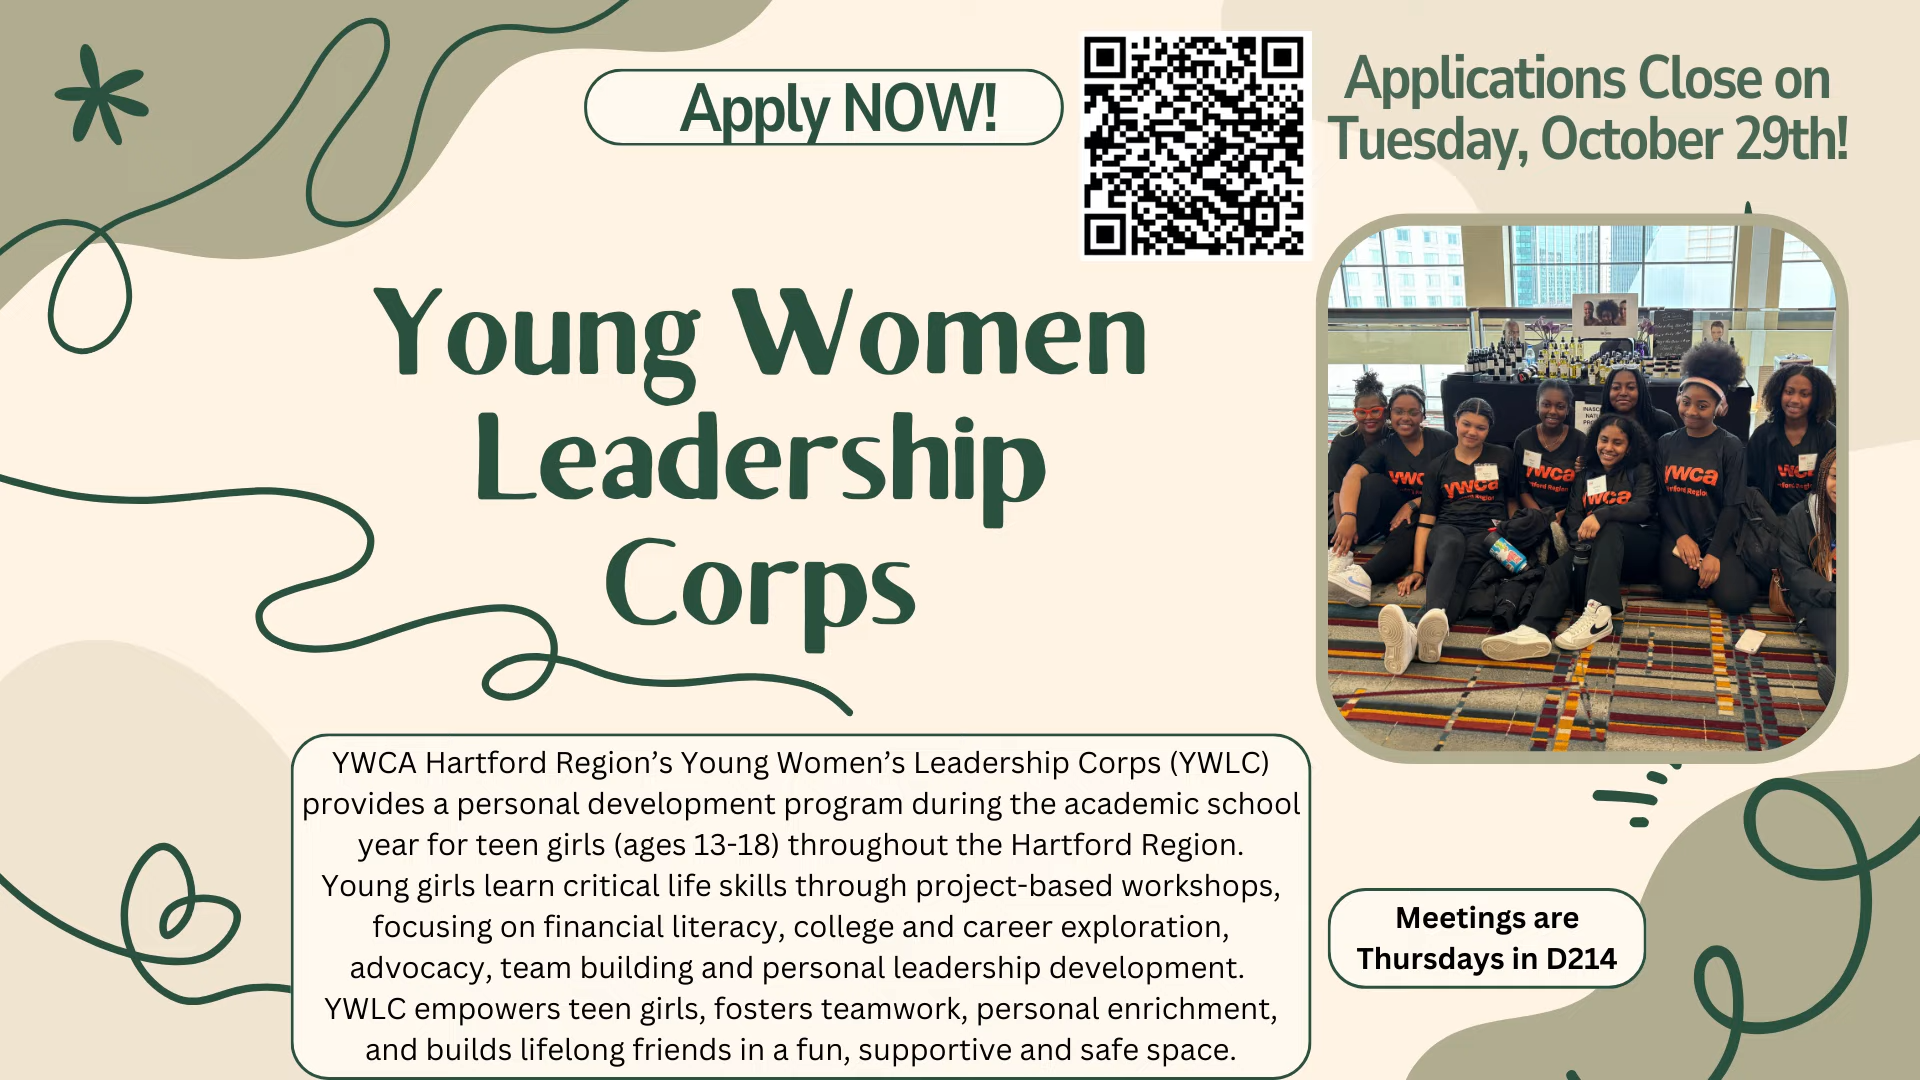 Apply NOW!
Applications Close on
Tuesday, October 29th!
Young Women
Leadership
Corps
ywca
ywca
ywca
ywca
YWCA Hartford Region’s Young Women’s Leadership Corps (YWLC)
provides a personal development program during the academic school
year for teen girls (ages 13-18) throughout the Hartford Region.
Young girls learn critical life skills through project-based workshops,
focusing on financial literacy, college and career exploration,
advocacy, team building and personal leadership development.
YWLC empowers teen girls, fosters teamwork, personal enrichment,
and builds lifelong friends in a fun, supportive and safe space.
Meetings are
Thursdays in D214